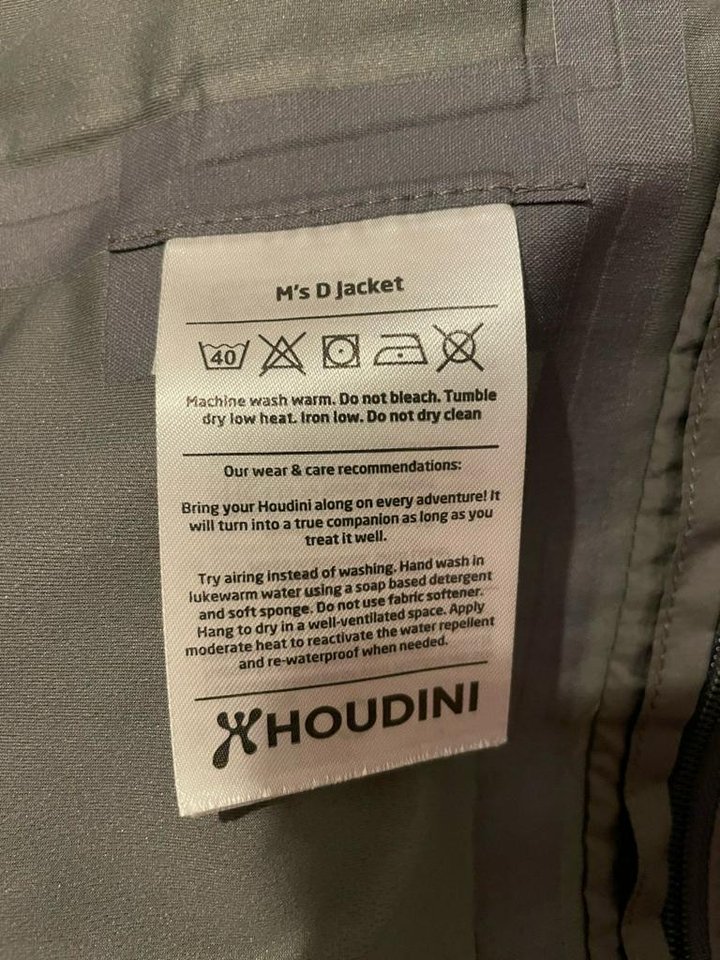 M's D Jacket
40
Machine wash warm. Do not bleach. Tumble
dry low heat. Iron low. Do not dry clean
Our wear & care recommendations:
Bring your Houdini along on every adventure! It
will turn into a true companion as long as you
treat it well.
Try airing instead of washing. Hand wash in
lukewarm water using a soap based detergent
and soft sponge. Do not use fabric softener.
Hang to dry in a well-ventilated space. Apply
moderate heat to reactivate the water repellent
and re-waterproof when needed.
HOUDINI